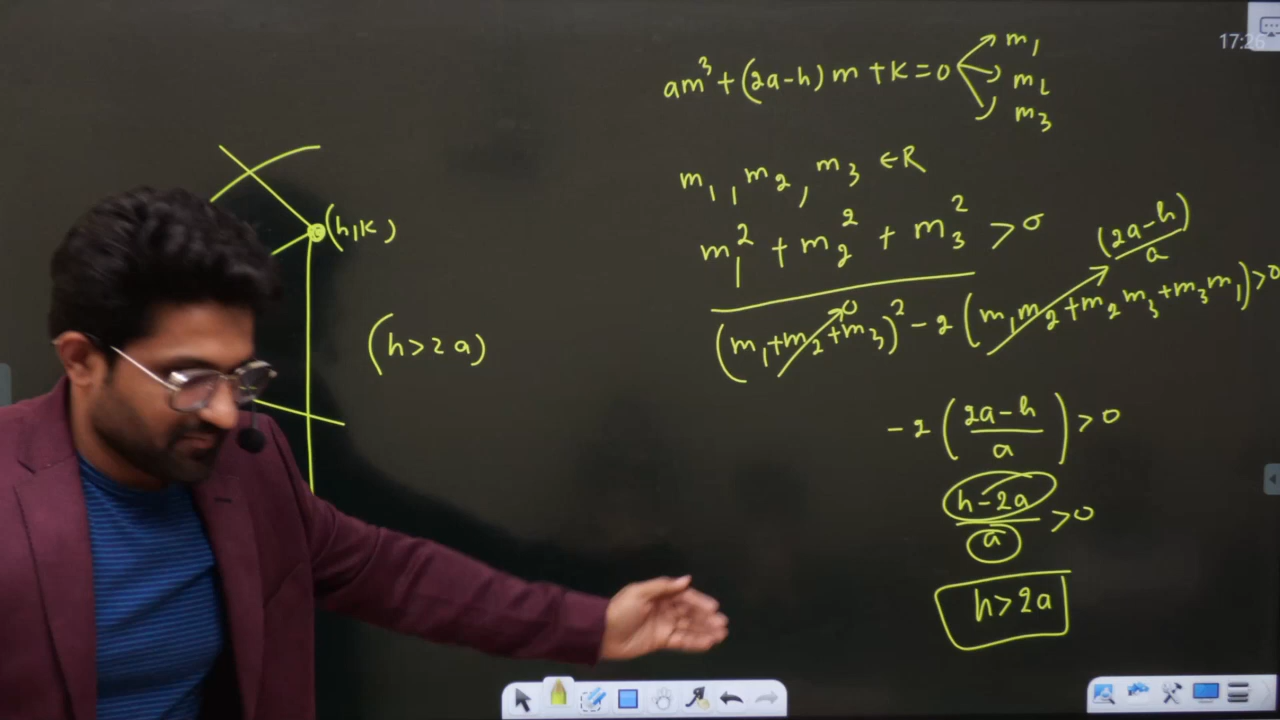 17:26
am³+(2a-h)m+K=0
m₁
m₂
m₃
m₁,m₂,m₃ ∈R
m₁²+m₂²+m₃²>0
(h,K)
(2a-h)/a
0
(m₁+m₂+m₃)²-2(m₁m₂+m₂m₃+m₃m₁)>0
(h>2a)
-2((2a-h)/a)>0
(h-2a)/a>0
h>2a